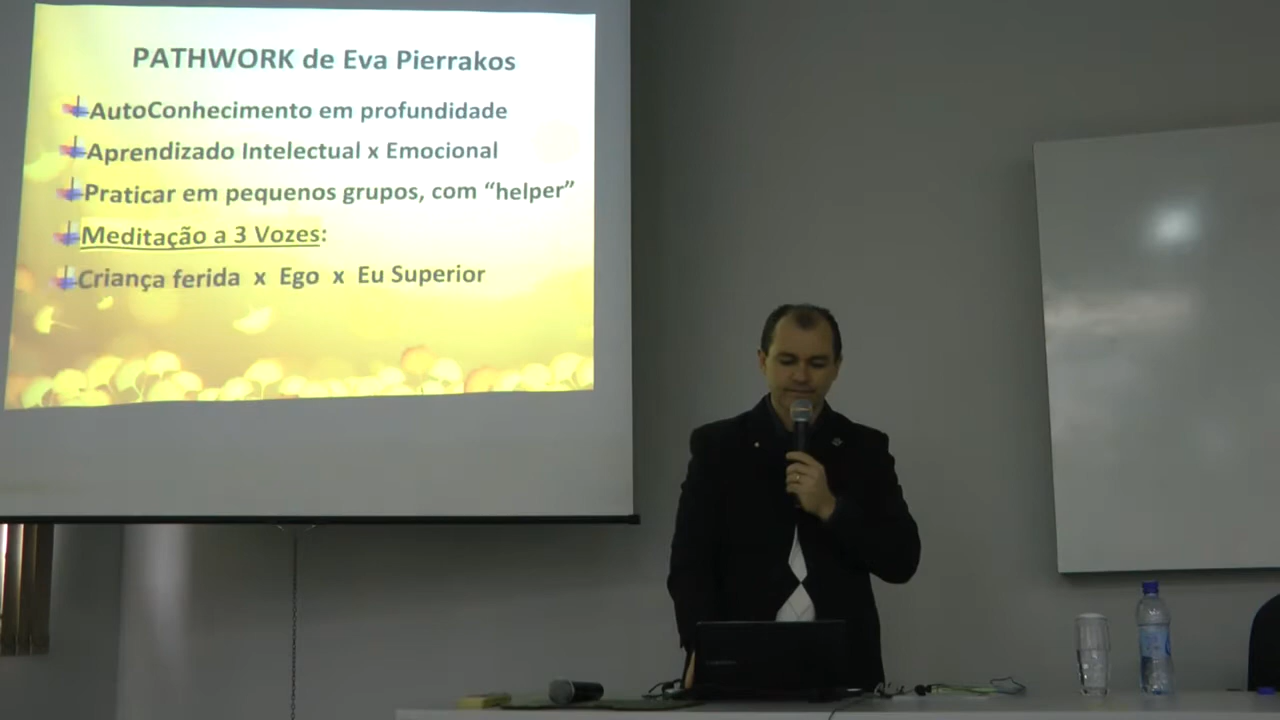 PATHWORK de Eva Pierrakos
AutoConhecimento em profundidade
Aprendizado Intelectual x Emocional
Praticar em pequenos grupos, com “helper”
Meditação a 3 Vozes:
Criança ferida x Ego x Eu Superior